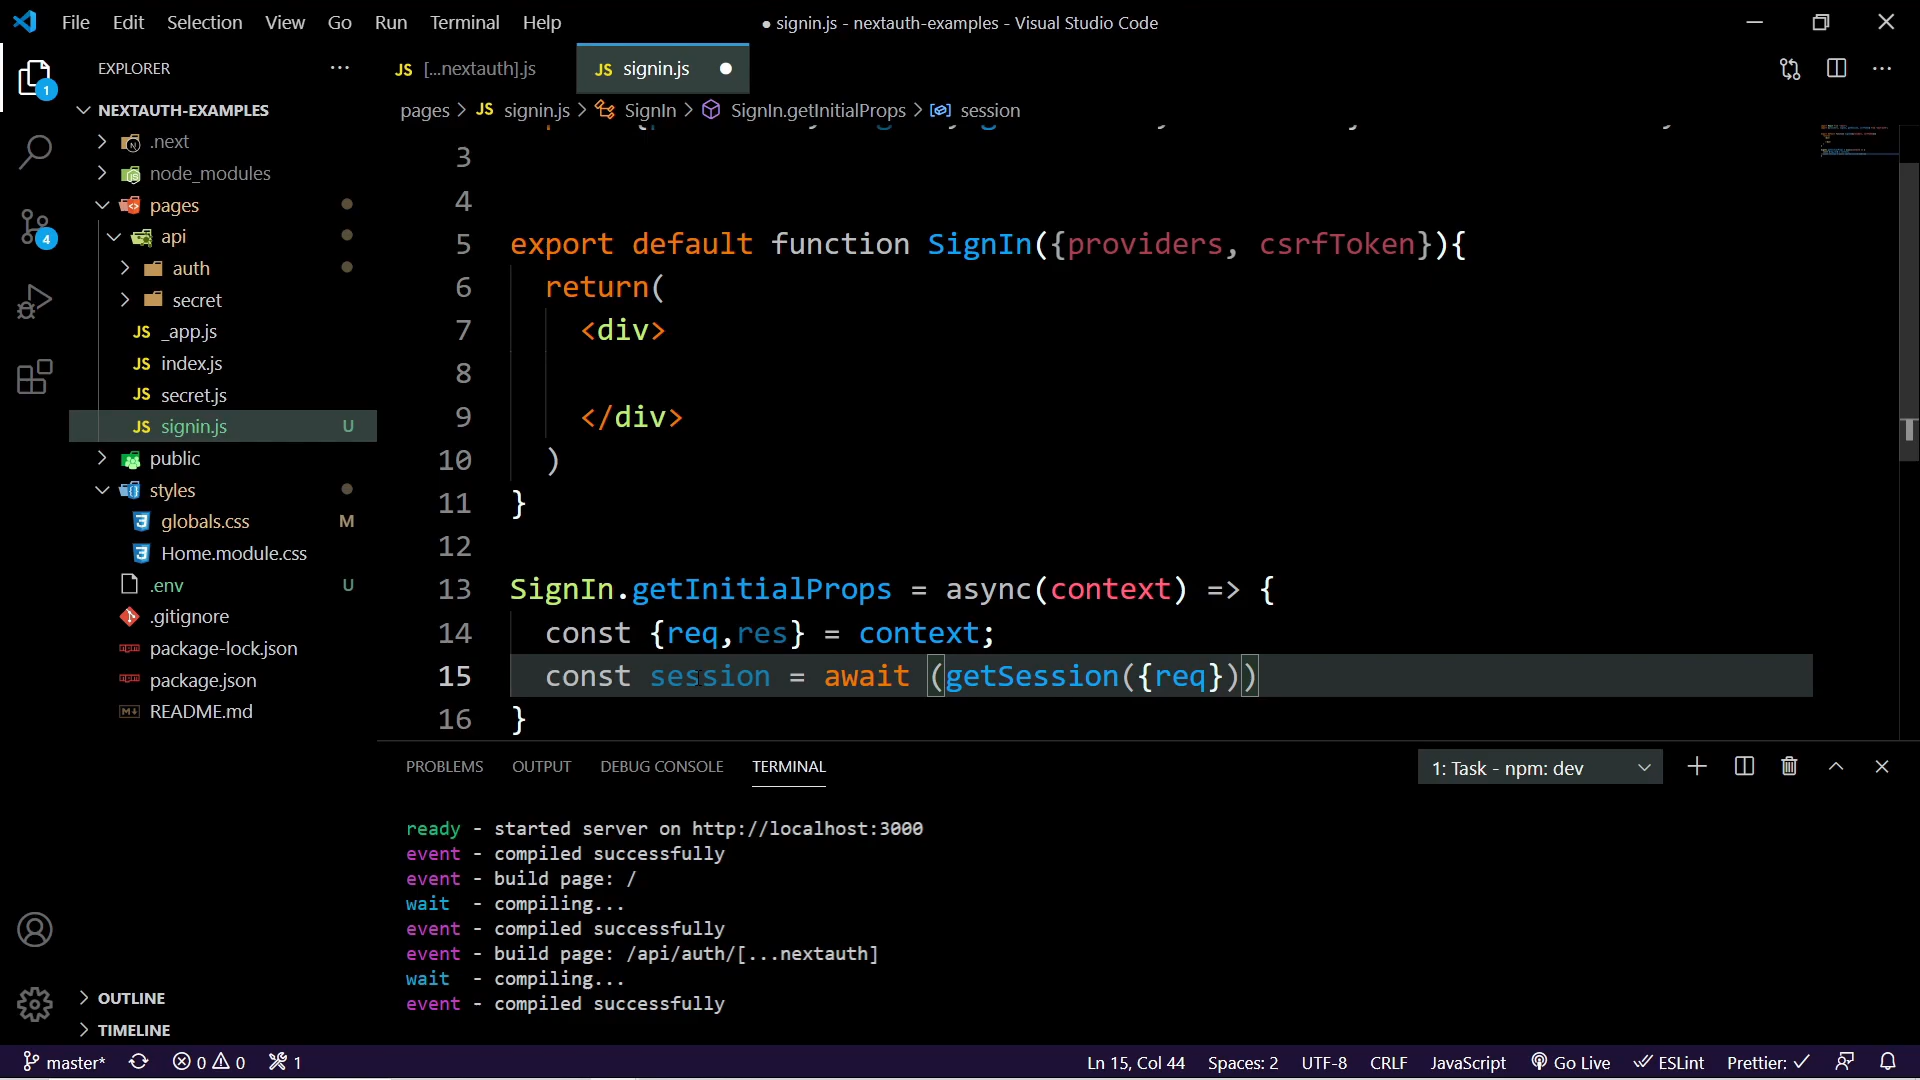 File Edit Selection View Go Run Terminal Help
● signin.js - nextauth-examples - Visual Studio Code
EXPLORER
JS [...nextauth].js
JS signin.js
pages > JS signin.js > SignIn > SignIn.getInitialProps > session
1
NEXTAUTH-EXAMPLES
.next
node_modules
pages
api
4
auth
secret
JS _app.js
JS index.js
JS secret.js
JS signin.js U
public
styles
globals.css M
Home.module.css
.env U
.gitignore
package-lock.json
package.json
README.md
OUTLINE
TIMELINE
3
4
5 export default function SignIn({providers, csrfToken}){
6 return(
7 <div>
8
9 </div>
10 )
11 }
12
13 SignIn.getInitialProps = async(context) => {
14 const {req,res} = context;
15 const session = await (getSession({req}))
16 }
PROBLEMS OUTPUT DEBUG CONSOLE TERMINAL
1: Task - npm: dev
ready - started server on http://localhost:3000
event - compiled successfully
event - build page: /
wait - compiling...
event - compiled successfully
event - build page: /api/auth/[...nextauth]
wait - compiling...
event - compiled successfully
master* 0 0 1
Ln 15, Col 44 Spaces: 2 UTF-8 CRLF JavaScript Go Live ESLint Prettier: ✓